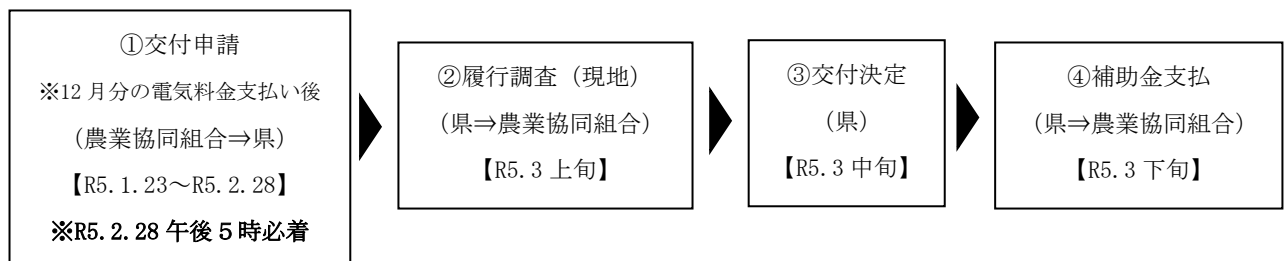 ①交付申請
※12月分の電気料金支払い後
（農業協同組合⇒県）
【R5.1.23～R5.2.28】
※R5.2.28午後５時必着
②履行調査（現地）
（県⇒農業協同組合）
【R5.3上旬】
③交付決定
（県）
【R5.3中旬】
④補助金支払
（県⇒農業協同組合）
【R5.3下旬】